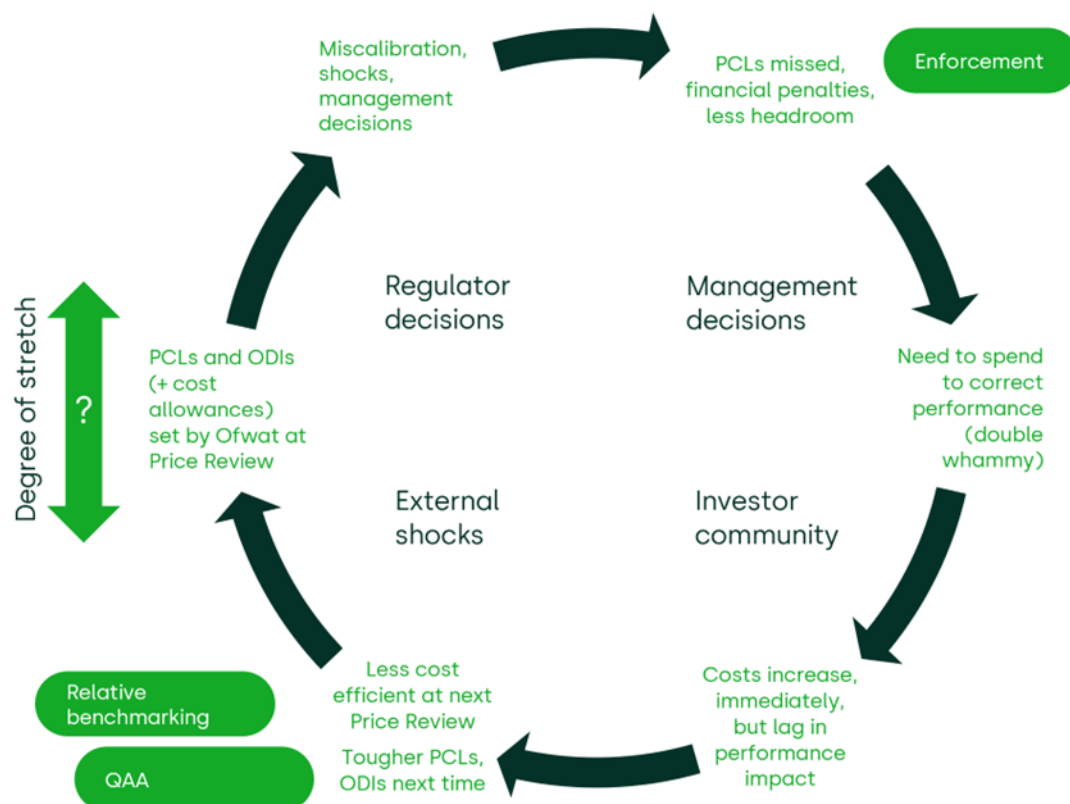 Miscalibration,
shocks,
management
decisions
PCLs missed,
financial penalties,
less headroom
Enforcement
Regulator
decisions
Management
decisions
Degree of stretch
?
PCLs and ODIs
(+ cost
allowances)
set by Ofwat at
Price Review
Need to spend
to correct
performance
(double
whammy)
External
shocks
Investor
community
Relative
benchmarking
QAA
Less cost
efficient at next
Price Review
Tougher PCLs,
ODIs next time
Costs increase,
immediately,
but lag in
performance
impact